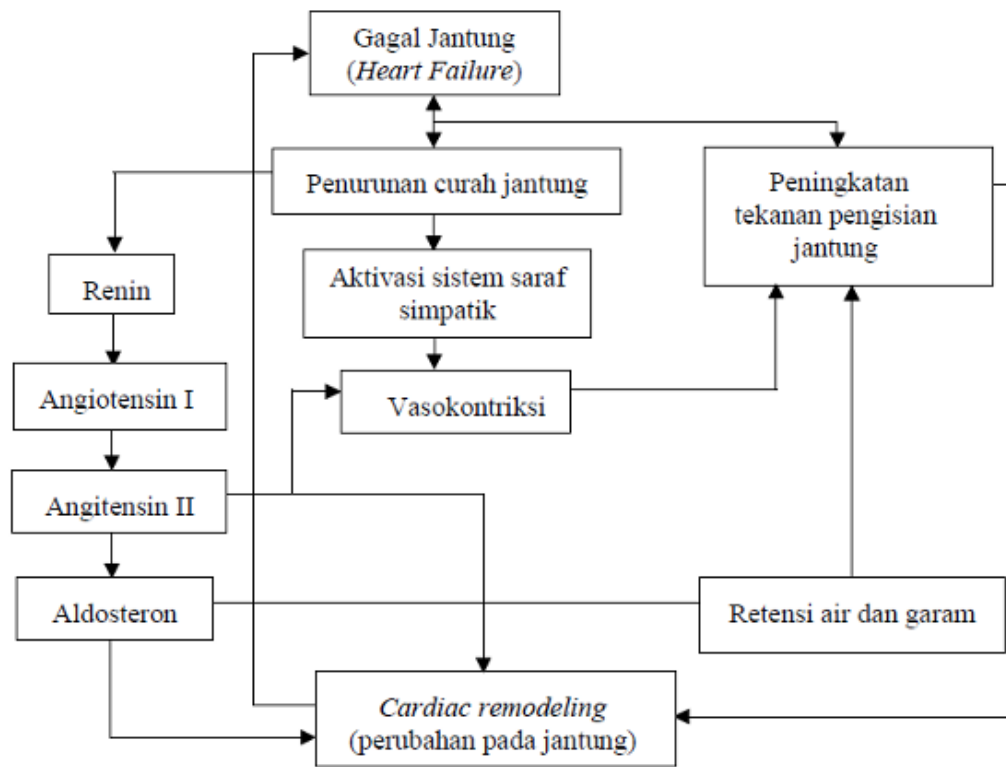 Gagal Jantung
(Heart Failure)
Penurunan curah jantung
Peningkatan
tekanan pengisian
jantung
Aktivasi sistem saraf
simpatik
Renin
Angiotensin I
Vasokontriksi
Angitensin II
Aldosteron
Retensi air dan garam
Cardiac remodeling
(perubahan pada jantung)